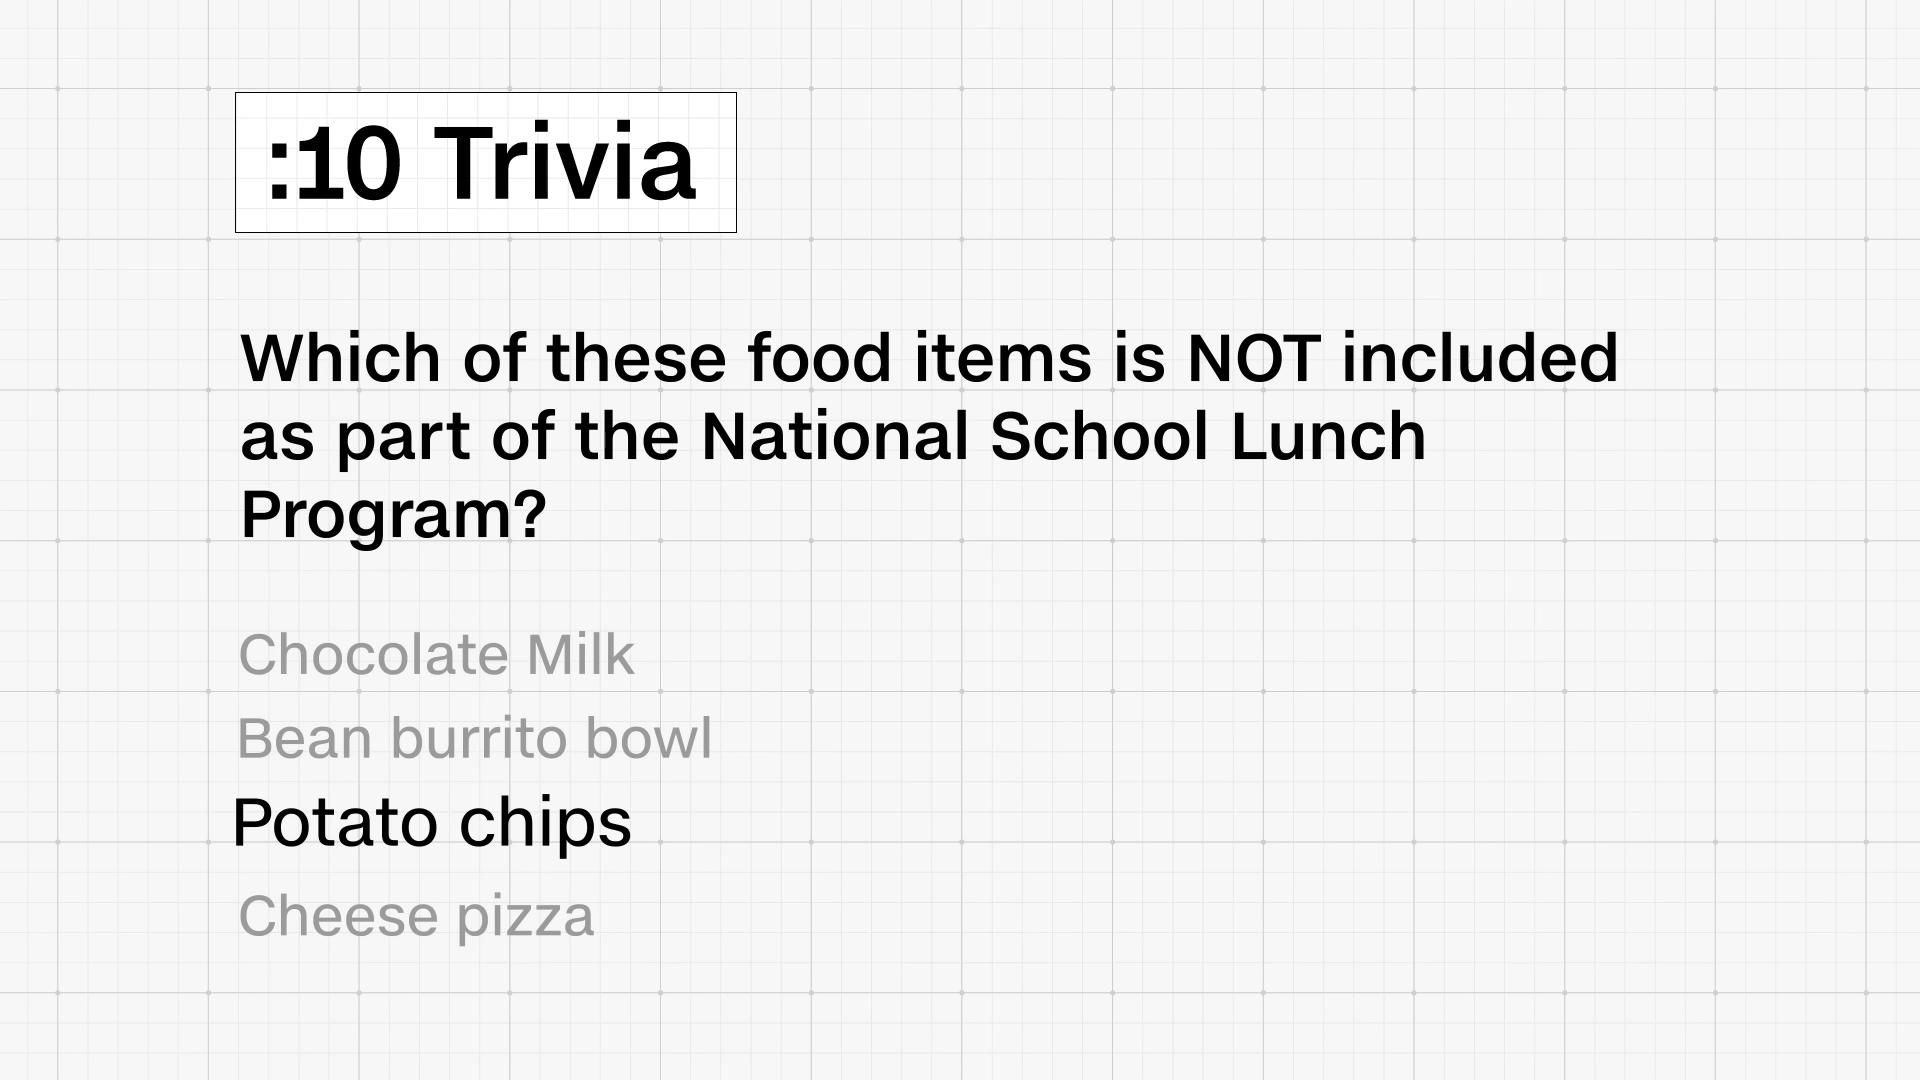 :10 Trivia
Which of these food items is NOT included
as part of the National School Lunch
Program?
Chocolate Milk
Bean burrito bowl
Potato chips
Cheese pizza